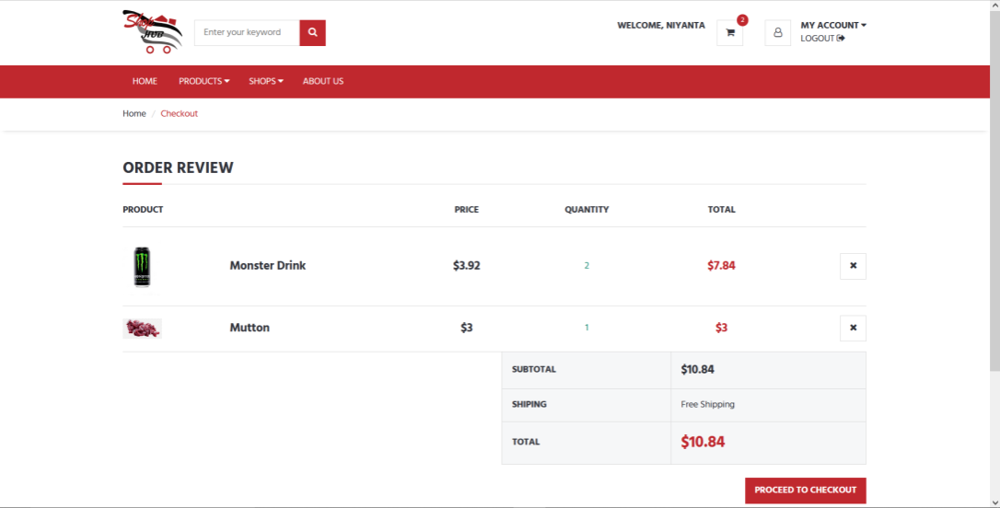 Shop
HUB
Enter your keyword
WELCOME, NIYANTA
2
MY ACCOUNT
LOGOUT
HOME PRODUCTS SHOPS ABOUT US
Home / Checkout
ORDER REVIEW
PRODUCT PRICE QUANTITY TOTAL
Monster Drink $3.92 2 $7.84
Mutton $3 1 $3
SUBTOTAL $10.84
SHIPING Free Shipping
TOTAL $10.84
PROCEED TO CHECKOUT